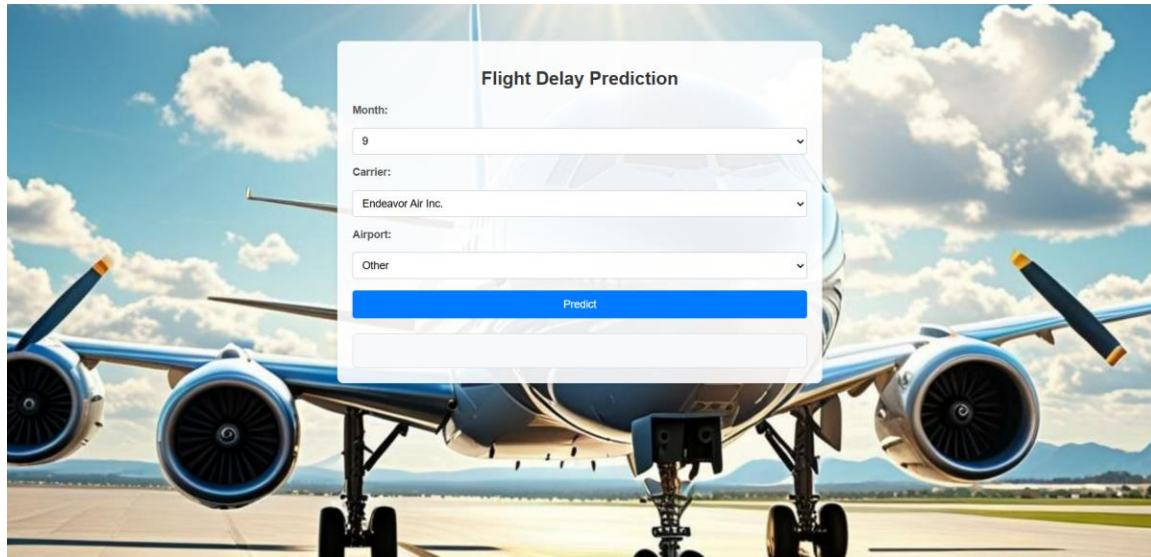 Flight Delay Prediction
Month:
9
Carrier:
Endeavor Air Inc.
Airport:
Other
Predict